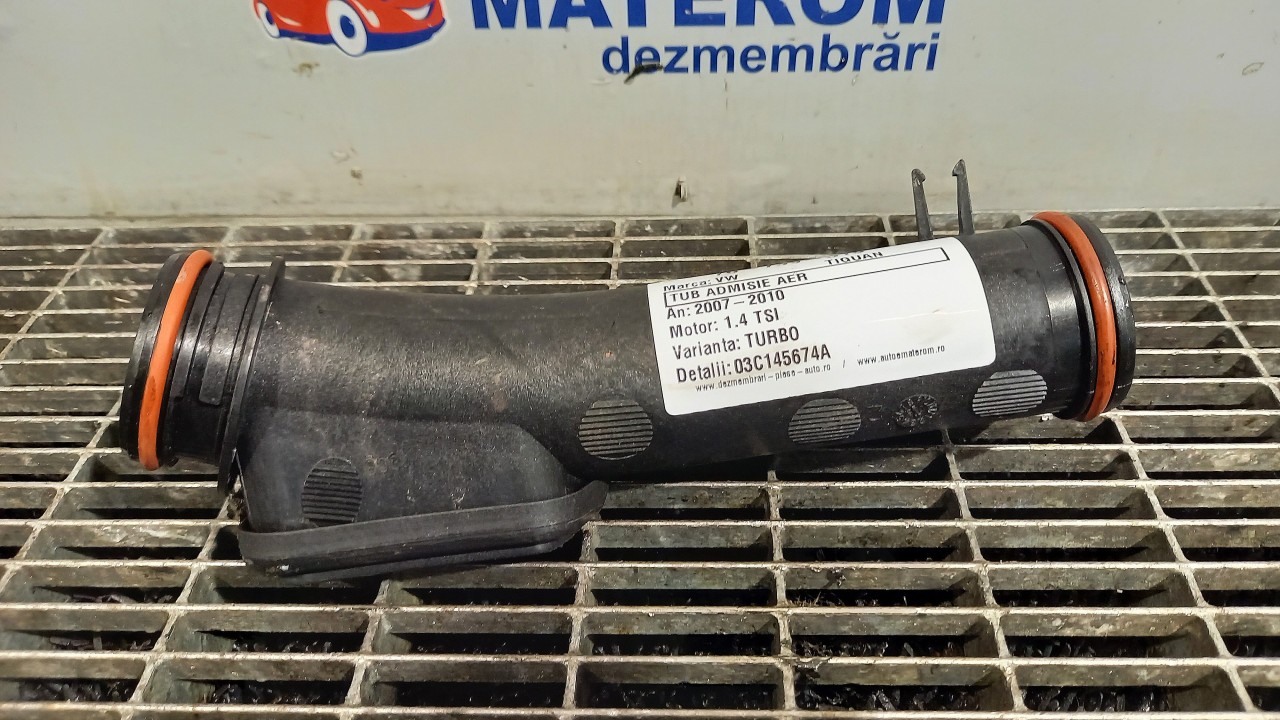 MATEROM
dezmembrări
Marca: VW TIGUAN
TUB ADMISIE AER
An: 2007-2010
Motor: 1.4 TSI
Varianta: TURBO
Detalii: 03C145674A
www.dezmembrari-piese-auto.ro / www.autoematerom.ro